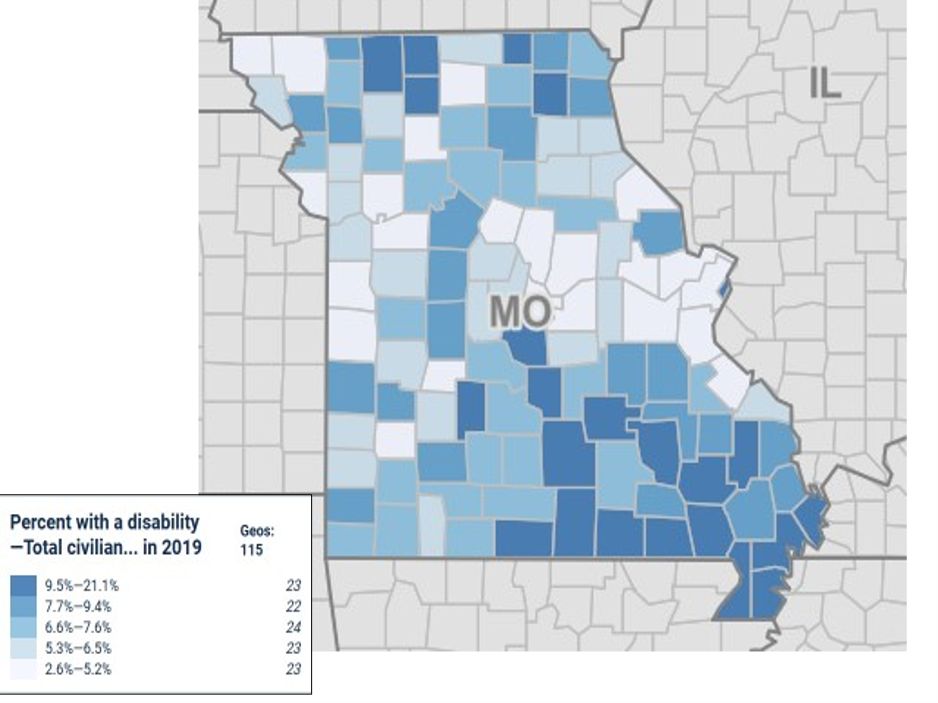 IL
MO
Percent with a disability
—Total civilian... in 2019
Geos:
115
9.5%—21.1% 23
7.7%—9.4% 22
6.6%—7.6% 24
5.3%—6.5% 23
2.6%—5.2% 23